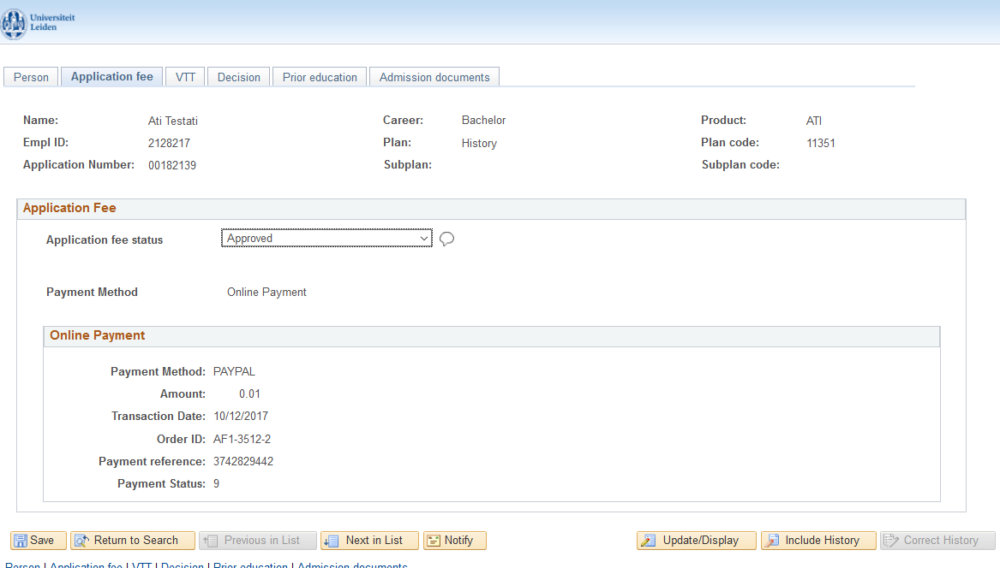 Universiteit
Leiden
Person Application fee VTT Decision Prior education Admission documents
Name: Ati Testati Career: Bachelor Product: ATI
Empl ID: 2128217 Plan: History Plan code: 11351
Application Number: 00182139 Subplan: Subplan code:
Application Fee
Application fee status Approved
Payment Method Online Payment
Online Payment
Payment Method: PAYPAL
Amount: 0.01
Transaction Date: 10/12/2017
Order ID: AF1-3512-2
Payment reference: 3742829442
Payment Status: 9
Save Return to Search Previous in List Next in List Notify Update/Display Include History Correct History
Person | Application fee | VTT | Decision | Prior education | Admission documents